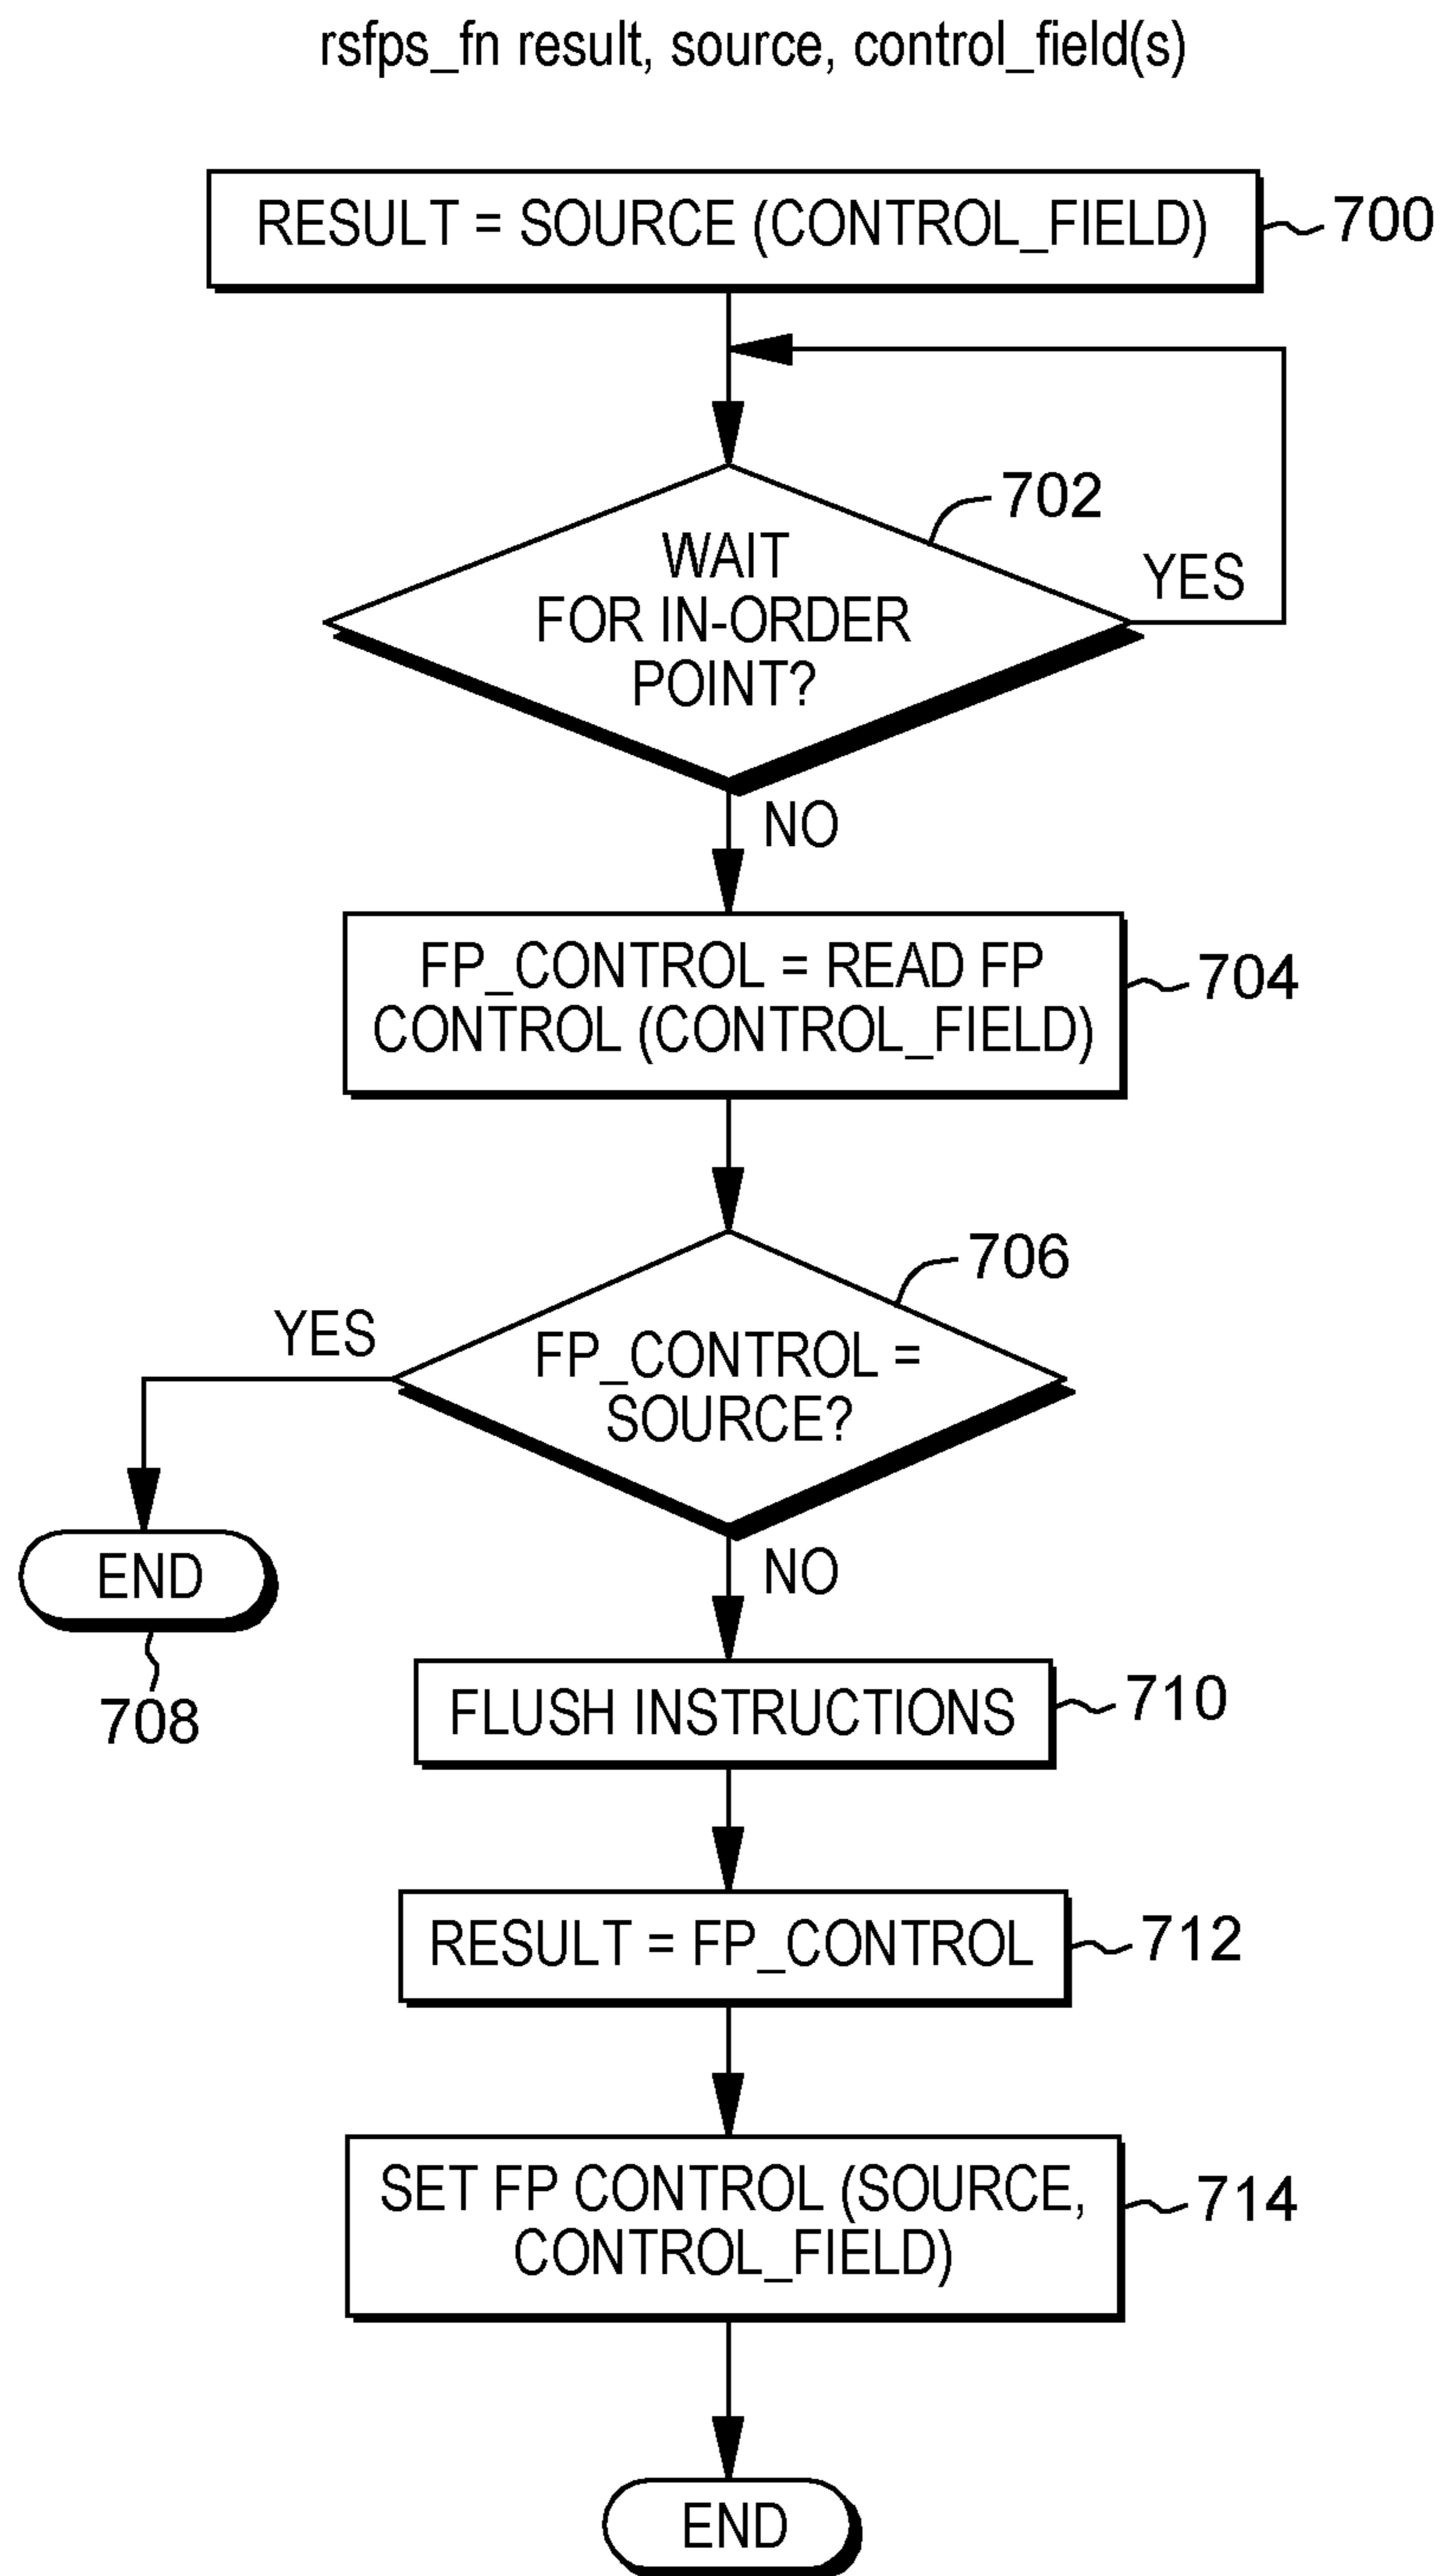 rsfps_fn result, source, control_field(s)
RESULT = SOURCE (CONTROL_FIELD)
700
702
WAIT
FOR IN-ORDER
POINT?
YES
NO
FP_CONTROL = READ FP
CONTROL (CONTROL_FIELD)
704
706
YES
FP_CONTROL =
SOURCE?
END
NO
708
FLUSH INSTRUCTIONS
710
RESULT = FP_CONTROL
712
SET FP CONTROL (SOURCE,
CONTROL_FIELD)
714
END